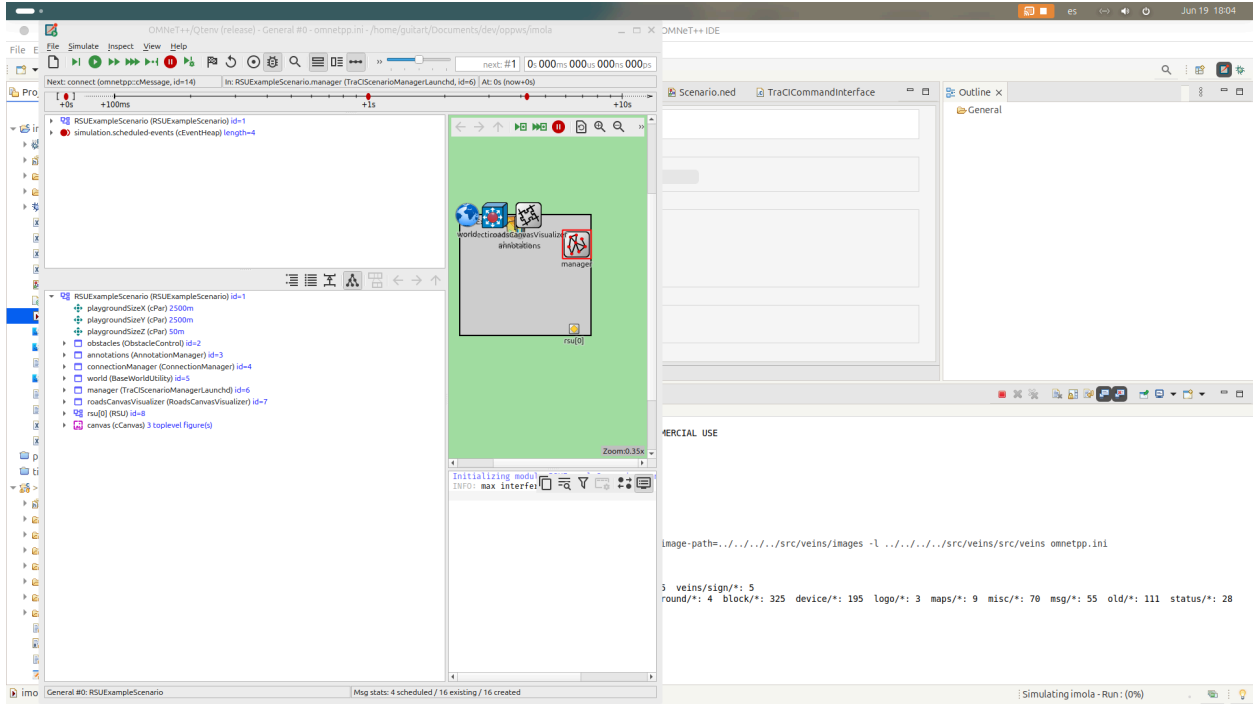 es
Jun 19 18:04
OMNeT++/Qtenv (release) - General #0 - omnetpp.ini - /home/guitart/Documents/dev/oppws/imola
OMNeT++ IDE
File E
File Simulate Inspect View Help
next: #1
0s 000ms 000us 000ns 000ps
Next: connect (omnetpp::cMessage, id=14)
In: RSUExampleScenario.manager (TraCIScenarioManagerLaunchd, id=6)
At: 0s (now+0s)
+0s
+100ms
+1s
+10s
Pro
Scenario.ned
TraCICommandInterface
Outline
General
RSUExampleScenario (RSUExampleScenario) id=1
simulation.scheduled-events (cEventHeap) length=4
world
annotations
manager
rsu[0]
Zoom:0.35x
RSUExampleScenario (RSUExampleScenario) id=1
playgroundSizeX (cPar) 2500m
playgroundSizeY (cPar) 2500m
playgroundSizeZ (cPar) 50m
obstacles (ObstacleControl) id=2
annotations (AnnotationManager) id=3
connectionManager (ConnectionManager) id=4
world (BaseWorldUtility) id=5
manager (TraCIScenarioManagerLaunchd) id=6
roadsCanvasVisualizer (RoadsCanvasVisualizer) id=7
rsu[0] (RSU) id=8
canvas (cCanvas) 3 toplevel figure(s)
Initializing modul
INFO: max interfe
MERCIAL USE
image-path=../../../../src/veins/images -l ../../../../src/veins/src/veins omnetpp.ini
5 veins/sign/*: 5
round/*: 4 block/*: 325 device/*: 195 logo/*: 3 maps/*: 9 misc/*: 70 msg/*: 55 old/*: 111 status/*: 28
imo
General #0: RSUExampleScenario
Msg stats: 4 scheduled / 16 existing / 16 created
Simulating imola - Run : (0%)